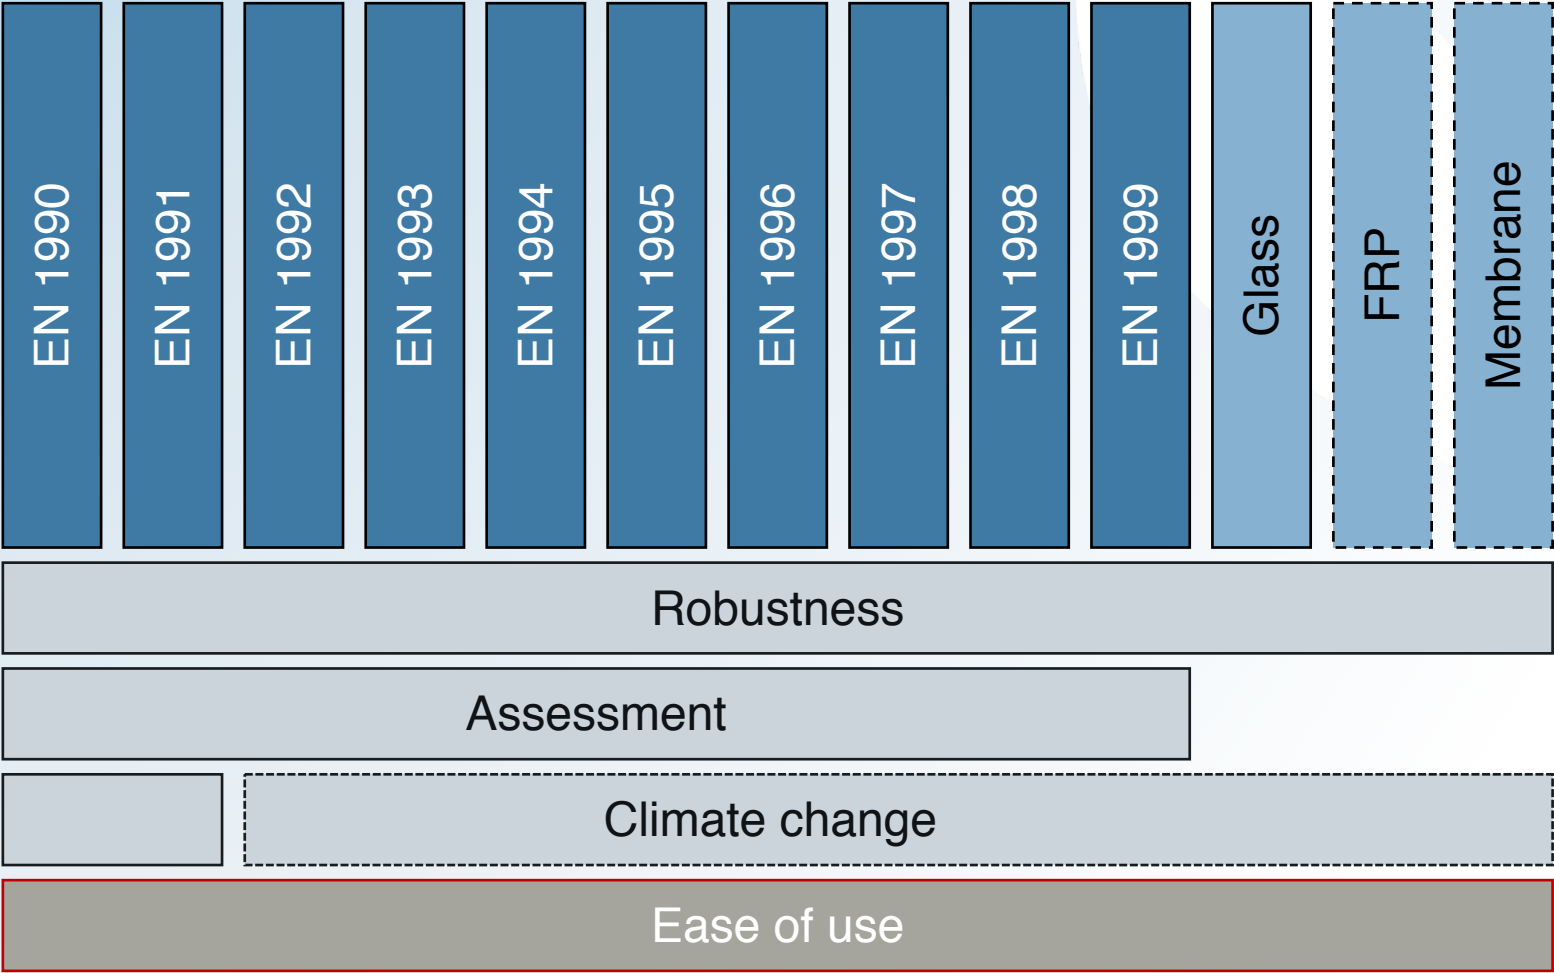 EN 1990
EN 1991
EN 1992
EN 1993
EN 1994
EN 1995
EN 1996
EN 1997
EN 1998
EN 1999
Glass
FRP
Membrane
Robustness
Assessment
Climate change
Ease of use